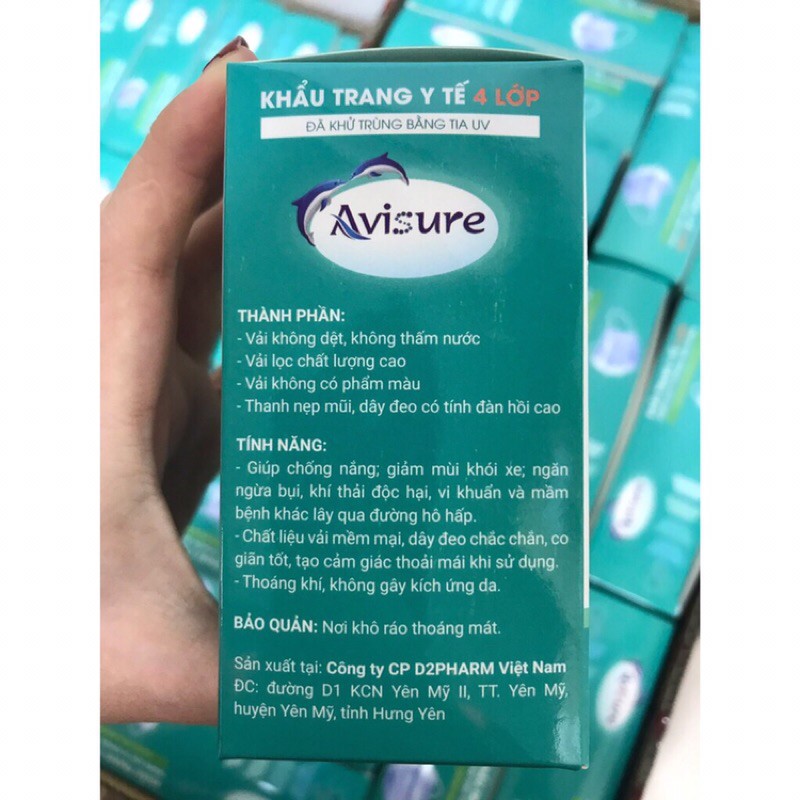 KHẨU TRANG Y TẾ 4 LỚP
ĐÃ KHỬ TRÙNG BẰNG TIA UV
Avisure
THÀNH PHẦN:
- Vải không dệt, không thấm nước
- Vải lọc chất lượng cao
- Vải không có phẩm màu
- Thanh nẹp mũi, dây đeo có tính đàn hồi cao
TÍNH NĂNG:
- Giúp chống nắng; giảm mùi khói xe; ngăn
ngừa bụi, khí thải độc hại, vi khuẩn và mầm
bệnh khác lây qua đường hô hấp.
- Chất liệu vải mềm mại, dây đeo chắc chắn, co
giãn tốt, tạo cảm giác thoải mái khi sử dụng.
- Thoáng khí, không gây kích ứng da.
BẢO QUẢN: Nơi khô ráo thoáng mát.
Sản xuất tại: Công ty CP D2PHARM Việt Nam
ĐC: đường D1 KCN Yên Mỹ II, TT. Yên Mỹ,
huyện Yên Mỹ, tỉnh Hưng Yên